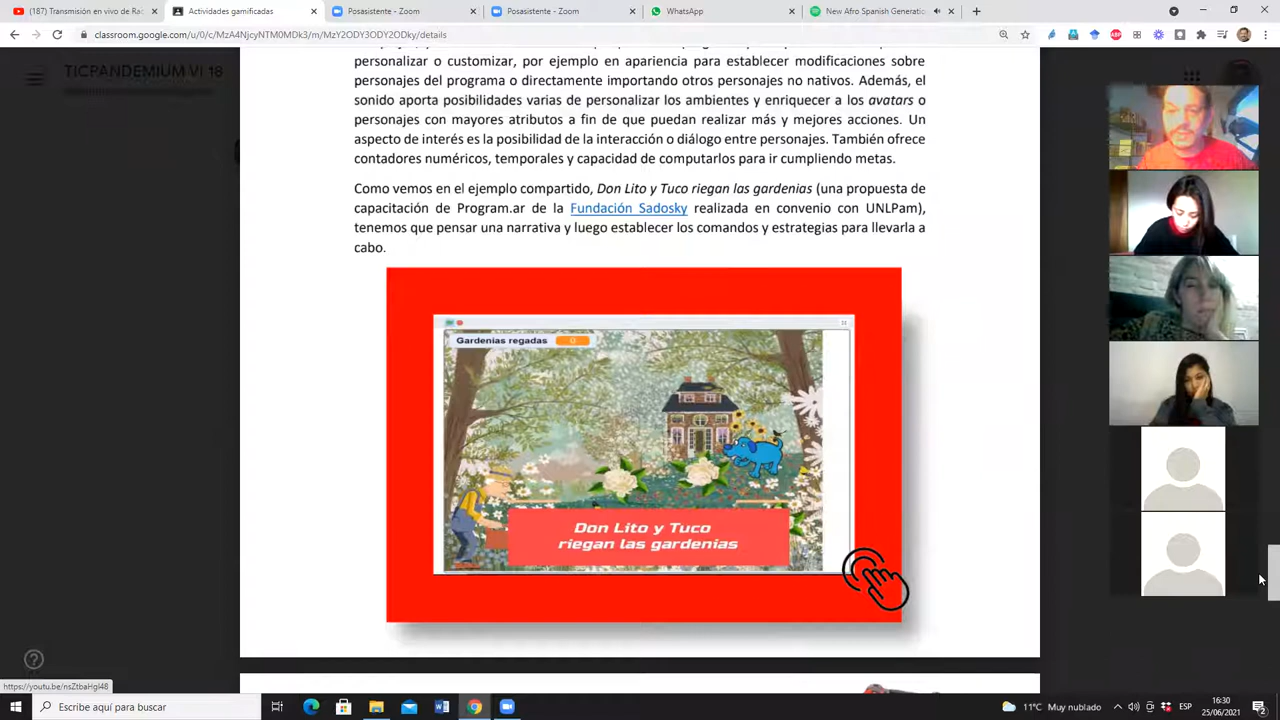 (187) Transmisión en vivo de Rac
Actividades gamificadas
Posasistente - Zoom
Posasistente - Zoom
WhatsApp
New Afro Spanish Generatio
classroom.google.com/u/0/c/MzA4NjcyNTM0MDk3/m/MzY2ODY3ODY2ODky/details
TICPANDEMIUM VI 18
personalizar o customizar, por ejemplo en apariencia para establecer modificaciones sobre
personajes del programa o directamente importando otros personajes no nativos. Además, el
sonido aporta posibilidades varias de personalizar los ambientes y enriquecer a los avatars o
personajes con mayores atributos a fin de que puedan realizar más y mejores acciones. Un
aspecto de interés es la posibilidad de la interacción o diálogo entre personajes. También ofrece
contadores numéricos, temporales y capacidad de computarlos para ir cumpliendo metas.
Como vemos en el ejemplo compartido, Don Lito y Tuco riegan las gardenias (una propuesta de
capacitación de Program.ar de la Fundación Sadosky realizada en convenio con UNLPam),
tenemos que pensar una narrativa y luego establecer los comandos y estrategias para llevarla a
cabo.
Gardenias regadas 0
Don Lito y Tuco
riegan las gardenias
https://youtu.be/nsZtbaHgI48
Escribe aquí para buscar
11°C Muy nublado
ESP
16:30
25/06/2021
2